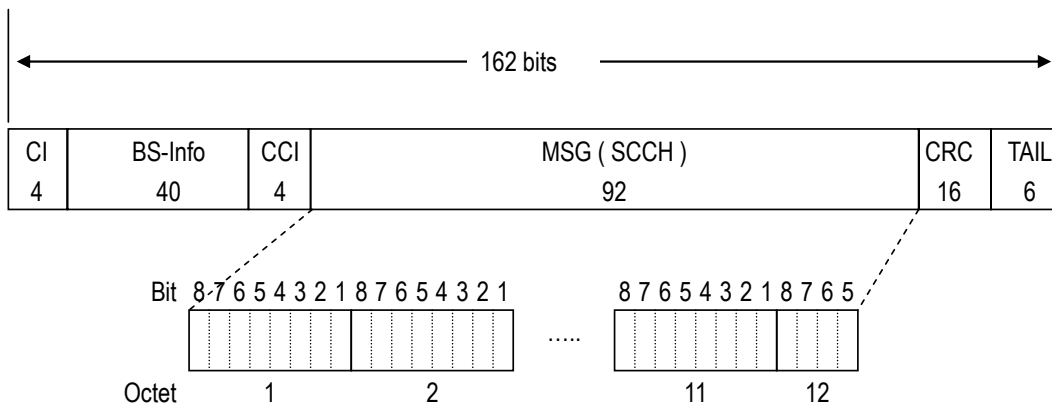 162 bits
CI BS-Info CCI MSG ( SCCH ) CRC TAIL
4 40 4 92 16 6
Bit 8 7 6 5 4 3 2 1 8 7 6 5 4 3 2 1 8 7 6 5 4 3 2 1 8 7 6 5
.....
Octet 1 2 11 12